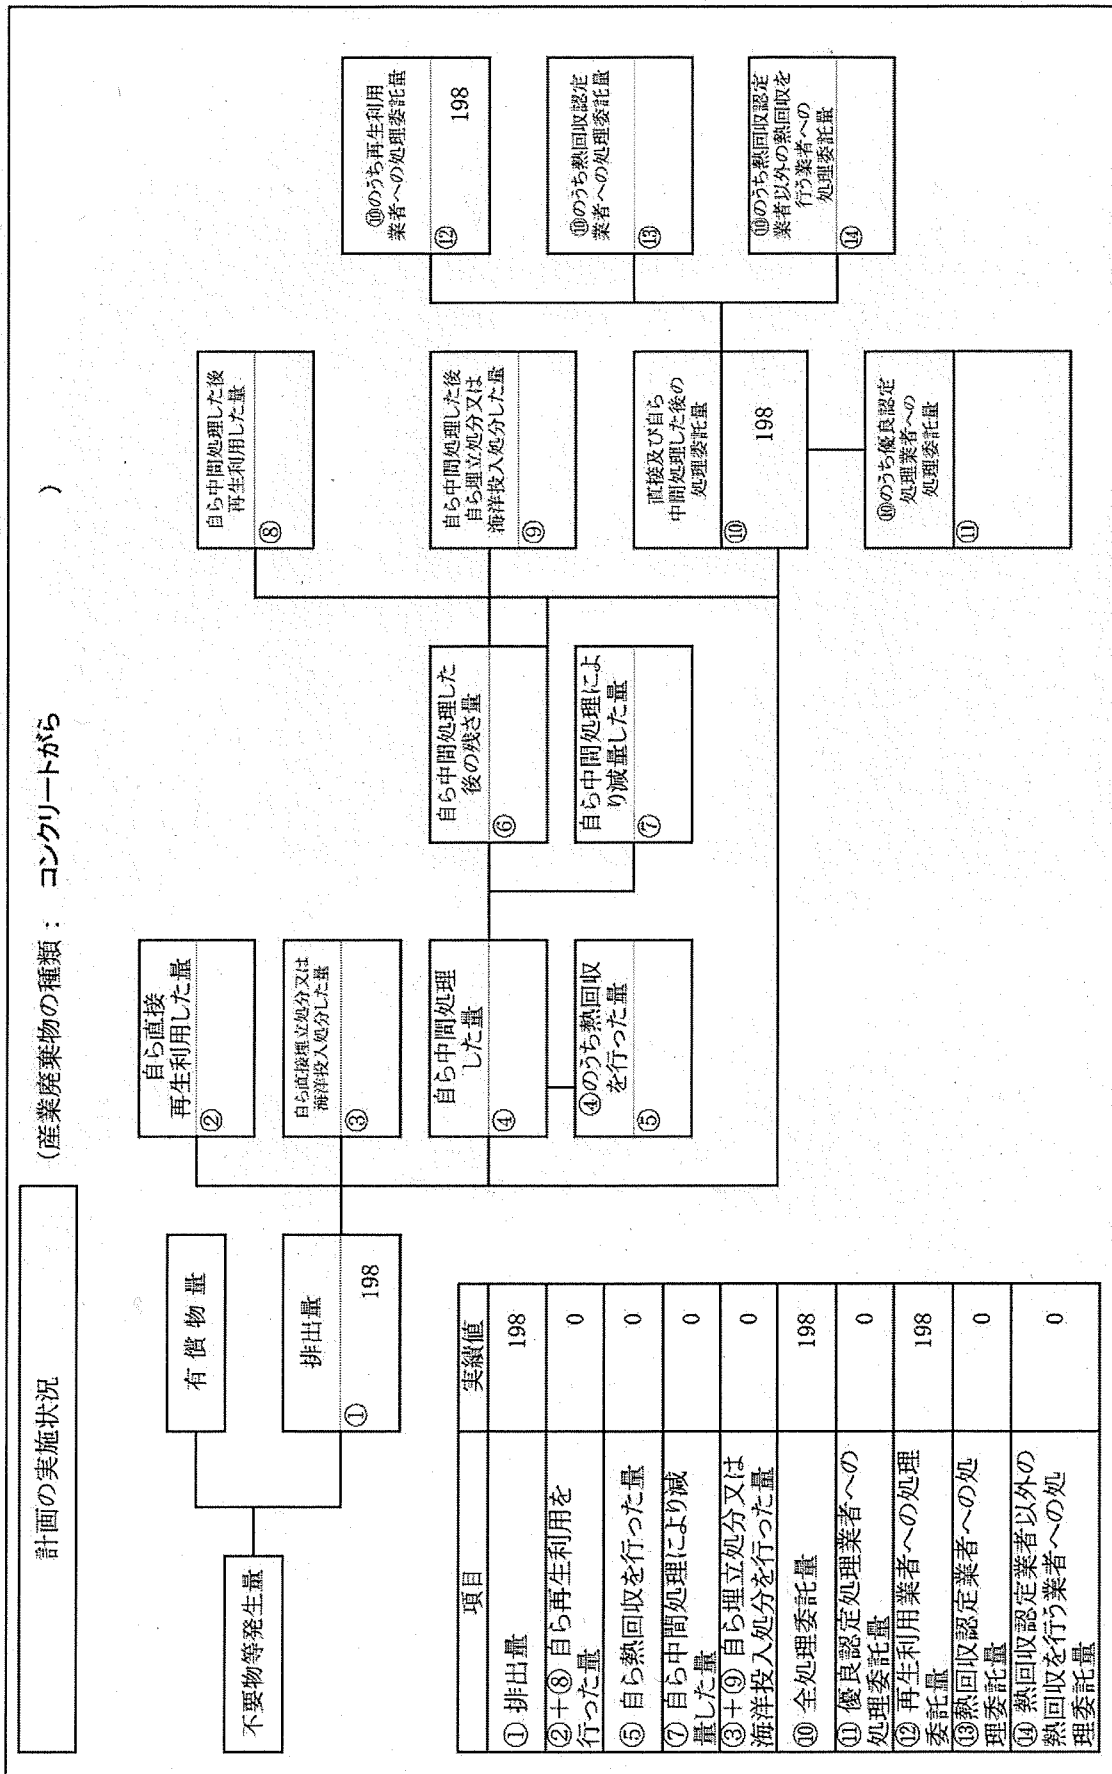 計画の実施状況
(産業廃棄物の種類： コンクリートがら )
不要物等発生量
有償物量
排出量
① 198
自ら直接
再生利用した量
②
自ら直接埋立処分又は
海洋投入処分した量
③
自ら中間処理
した量
④
④のうち熱回収
を行った量
⑤
自ら中間処理した
後の残さ量
⑥
自ら中間処理によ
り減量した量
⑦
自ら中間処理した後
再生利用した量
⑧
自ら中間処理した後
自ら埋立処分又は
海洋投入処分した量
⑨
直接及び自ら
中間処理した後の
処理委託量
⑩ 198
⑩のうち優良認定
処理業者への
処理委託量
⑪
⑩のうち再生利用
業者への処理委託量
⑫ 198
⑩のうち熱回収認定
業者への処理委託量
⑬
⑩のうち熱回収認定
業者以外の熱回収を
行う業者への
処理委託量
⑭
項目 実績値
① 排出量 198
②＋⑧ 自ら再生利用を
行った量 0
⑤ 自ら熱回収を行った量 0
⑦ 自ら中間処理により減
量した量 0
③＋⑨ 自ら埋立処分又は
海洋投入処分を行った量 0
⑩ 全処理委託量 198
⑪ 優良認定処理業者への
処理委託量 0
⑫ 再生利用業者への処理
委託量 198
⑬熱回収認定業者への処
理委託量 0
⑭ 熱回収認定業者以外の
熱回収を行う業者への処
理委託量 0